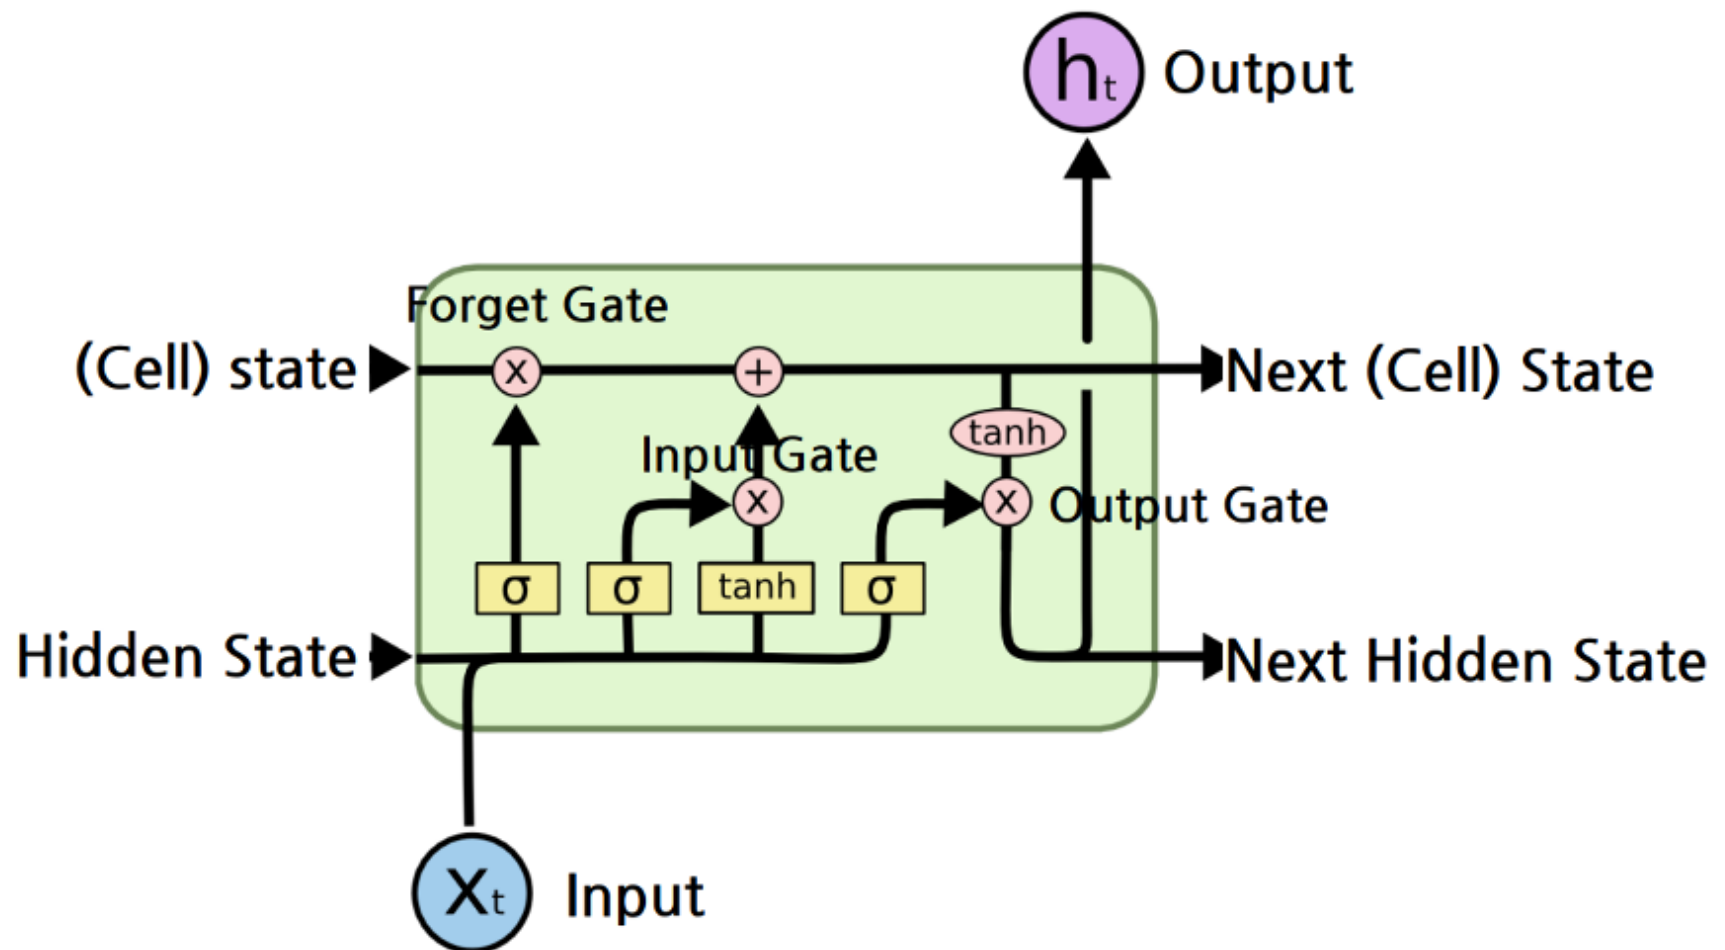 ht Output
Forget Gate
(Cell) state x + Next (Cell) State
tanh
Input Gate
x x Output Gate
σ σ tanh σ
Hidden State Next Hidden State
Xt Input